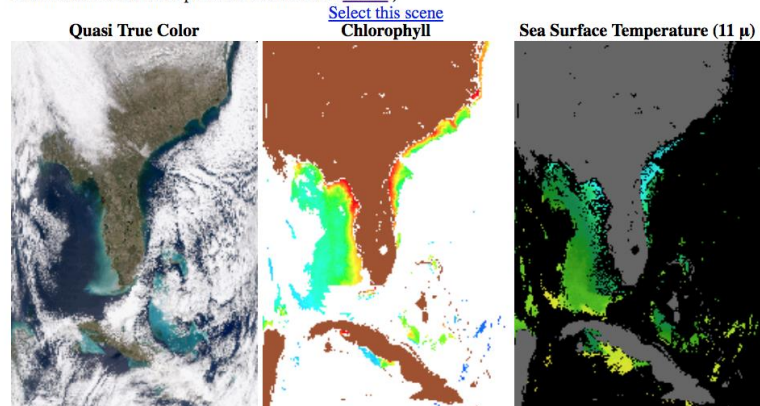 Select this scene
Quasi True Color
Chlorophyll
Sea Surface Temperature (11 µ)